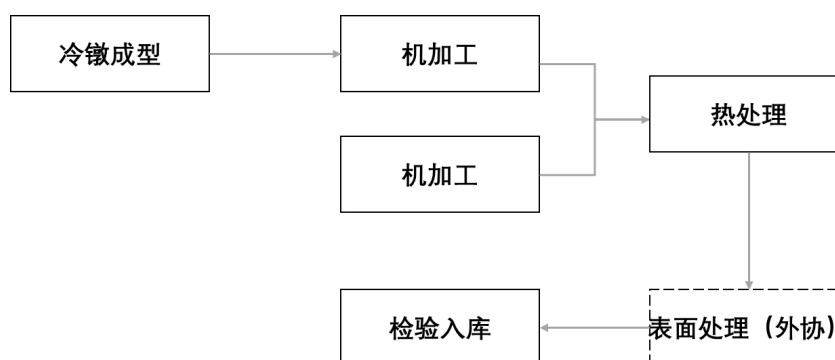 冷镦成型
机加工
热处理
机加工
检验入库
表面处理（外协）